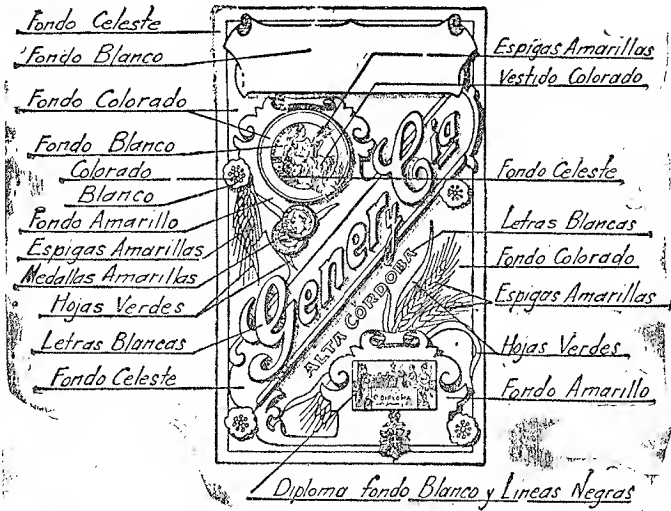 Fondo Celeste
Fondo Blanco
Fondo Colorado
Fondo Blanco
Colorado
Blanco
Fondo Amarillo
Espigas Amarillas
Medallas Amarillas
Hojas Verdes
Letras Blancas
Fondo Celeste
Genery Cia
ALTA CORDOBA
DIPLOMA
Espigas Amarillas
Vestido Colorado
Fondo Celeste
Letras Blancas
Fondo Colorado
Espigas Amarillas
Hojas Verdes
Fondo Amarillo
Diploma fondo Blanco y Lineas Negras